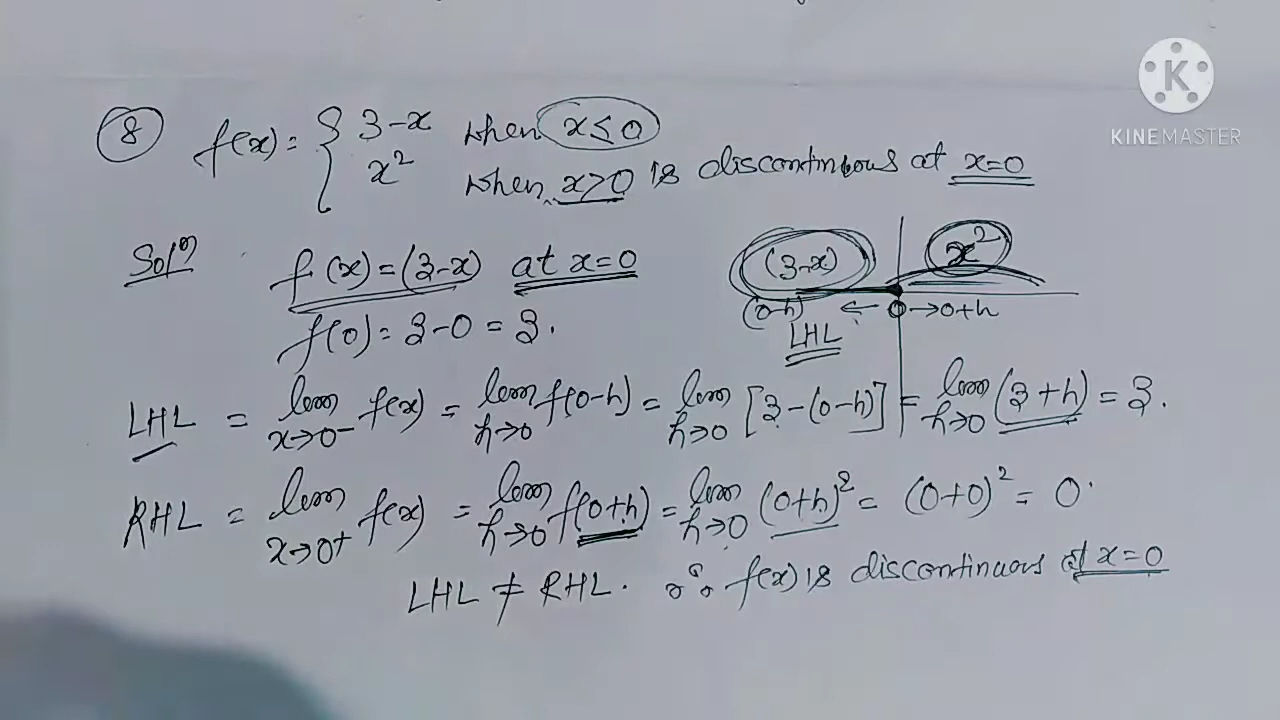 K
KINEMASTER
(8) f(x) = { 3-x when x ≤ 0
x² when x>0 is discontinuous at x=0
Solⁿ f(x) = (3-x) at x=0
f(0) = 3-0 = 3.
(3-x) x²
(0-h) ← 0 → 0+h
LHL
LHL = lim x→0⁻ f(x) = lim h→0 f(0-h) = lim h→0 [3-(0-h)] = lim h→0 (3+h) = 3.
RHL = lim x→0⁺ f(x) = lim h→0 f(0+h) = lim h→0 (0+h)² = (0+0)² = 0.
LHL ≠ RHL. ∴ f(x) is discontinuous at x=0